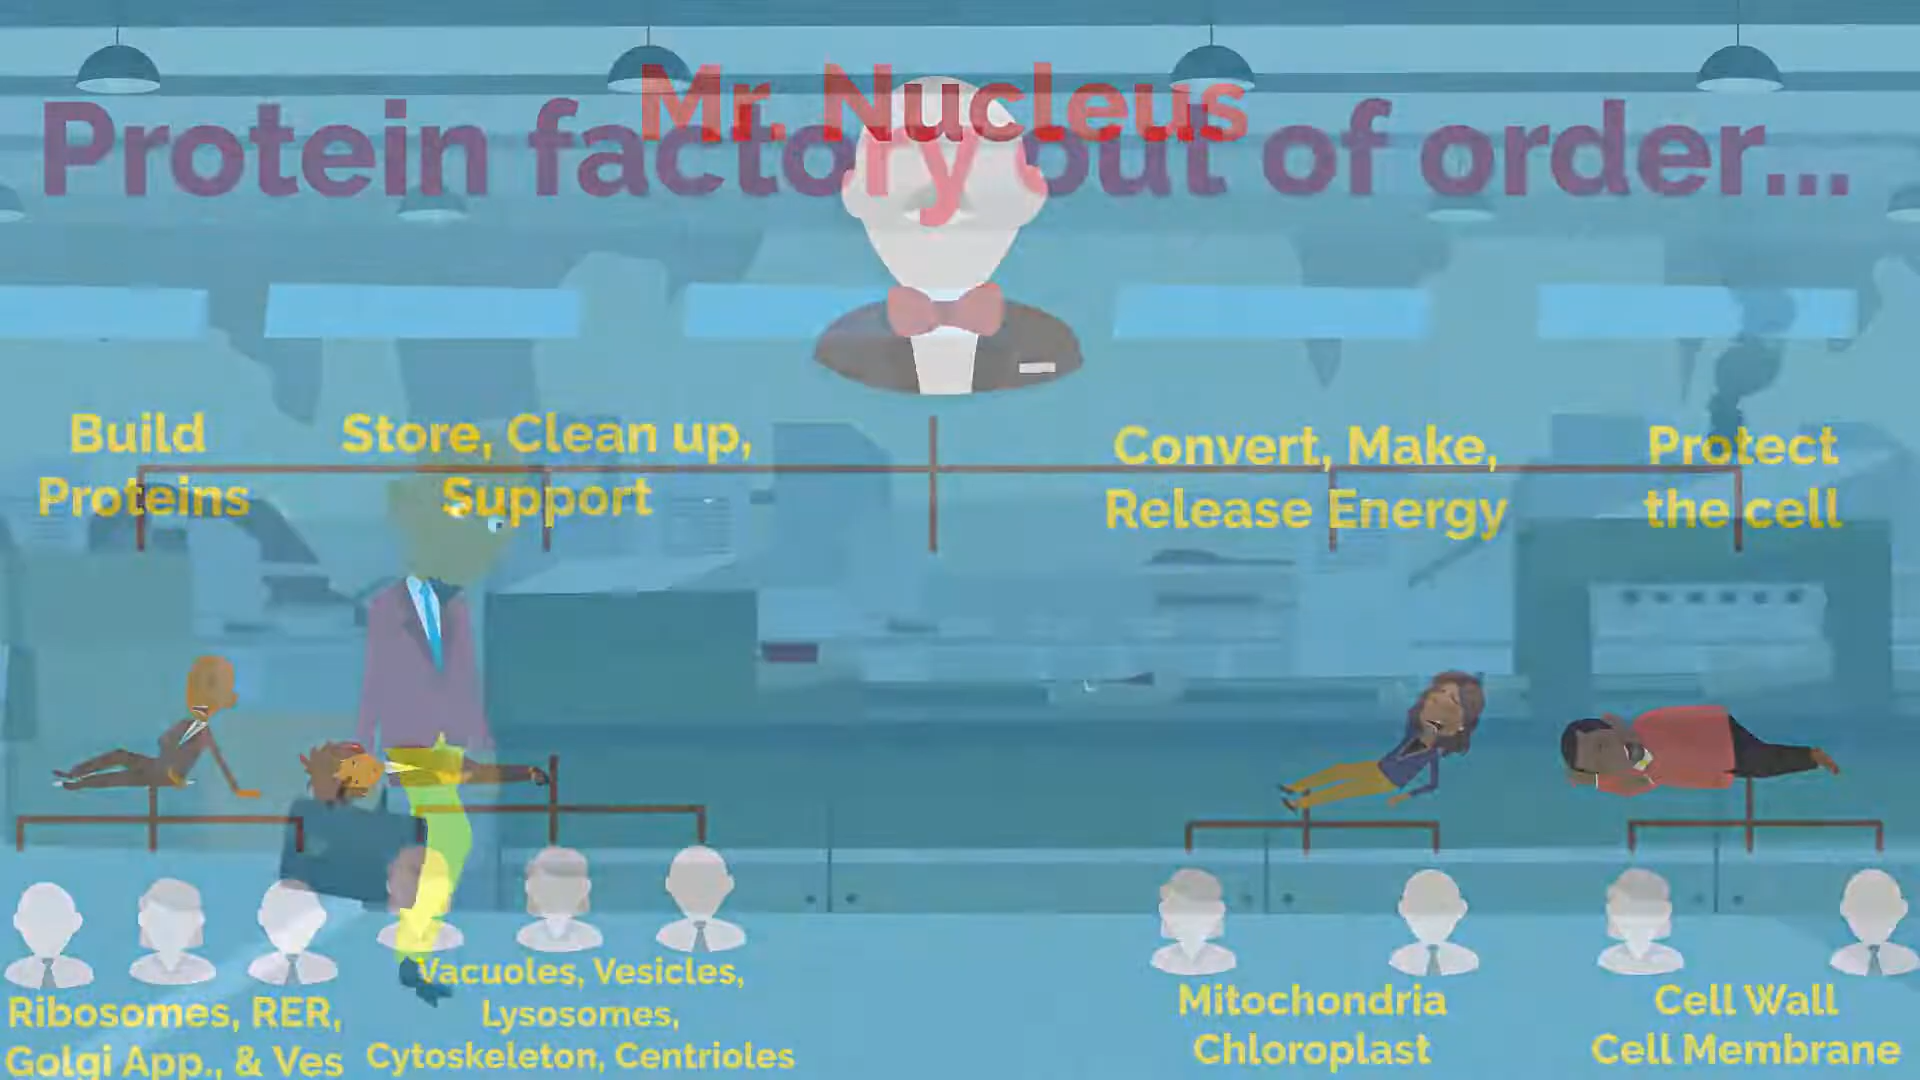 Mr. Nucleus
Protein factory out of order...
Build
Proteins
Store, Clean up,
Support
Convert, Make,
Release Energy
Protect
the cell
Ribosomes, RER,
Golgi App., & Ves
Vacuoles, Vesicles,
Lysosomes,
Cytoskeleton, Centrioles
Mitochondria
Chloroplast
Cell Wall
Cell Membrane